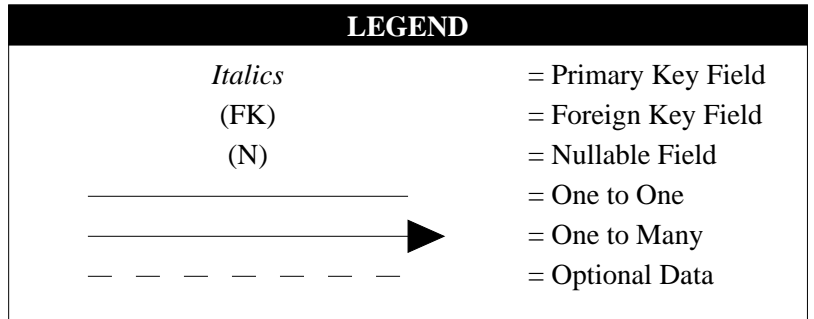 LEGEND
Italics = Primary Key Field
(FK) = Foreign Key Field
(N) = Nullable Field
= One to One
= One to Many
= Optional Data